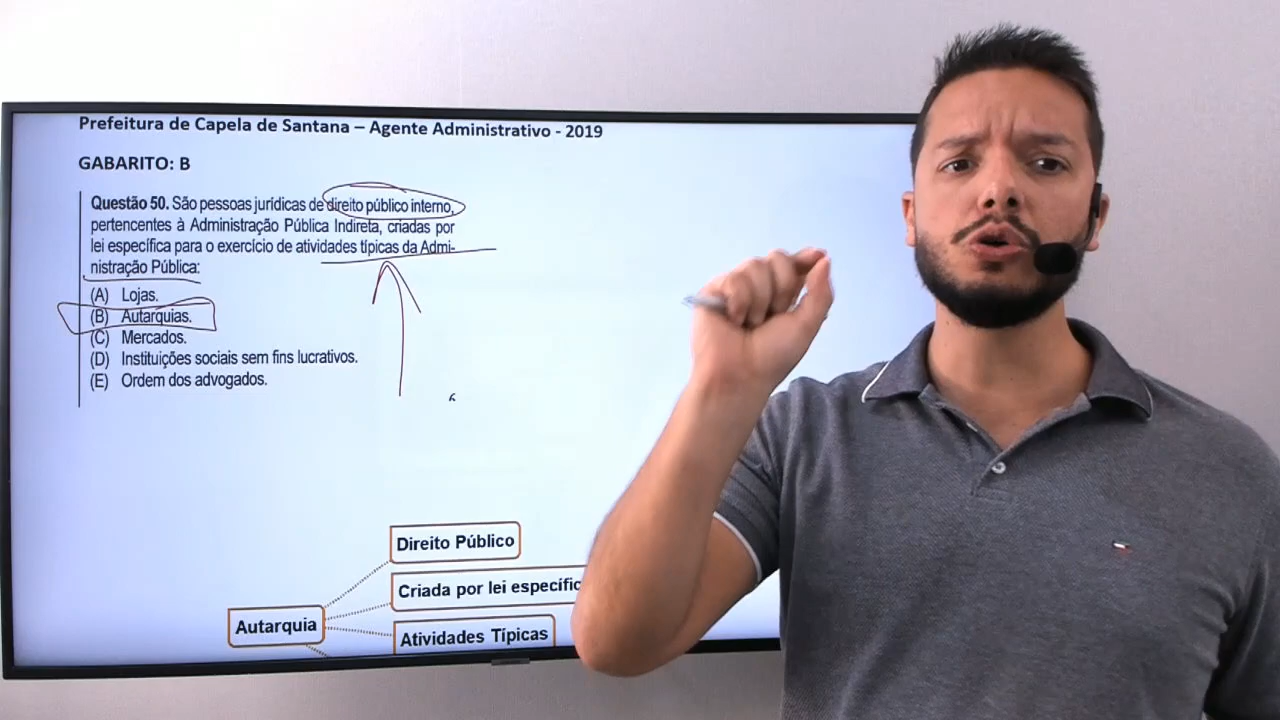 Prefeitura de Capela de Santana – Agente Administrativo - 2019
GABARITO: B
Questão 50. São pessoas jurídicas de direito público interno,
pertencentes à Administração Pública Indireta, criadas por
lei específica para o exercício de atividades típicas da Admi-
nistração Pública:
(A) Lojas.
(B) Autarquias.
(C) Mercados.
(D) Instituições sociais sem fins lucrativos.
(E) Ordem dos advogados.
Direito Público
Criada por lei específic
Autarquia
Atividades Típicas